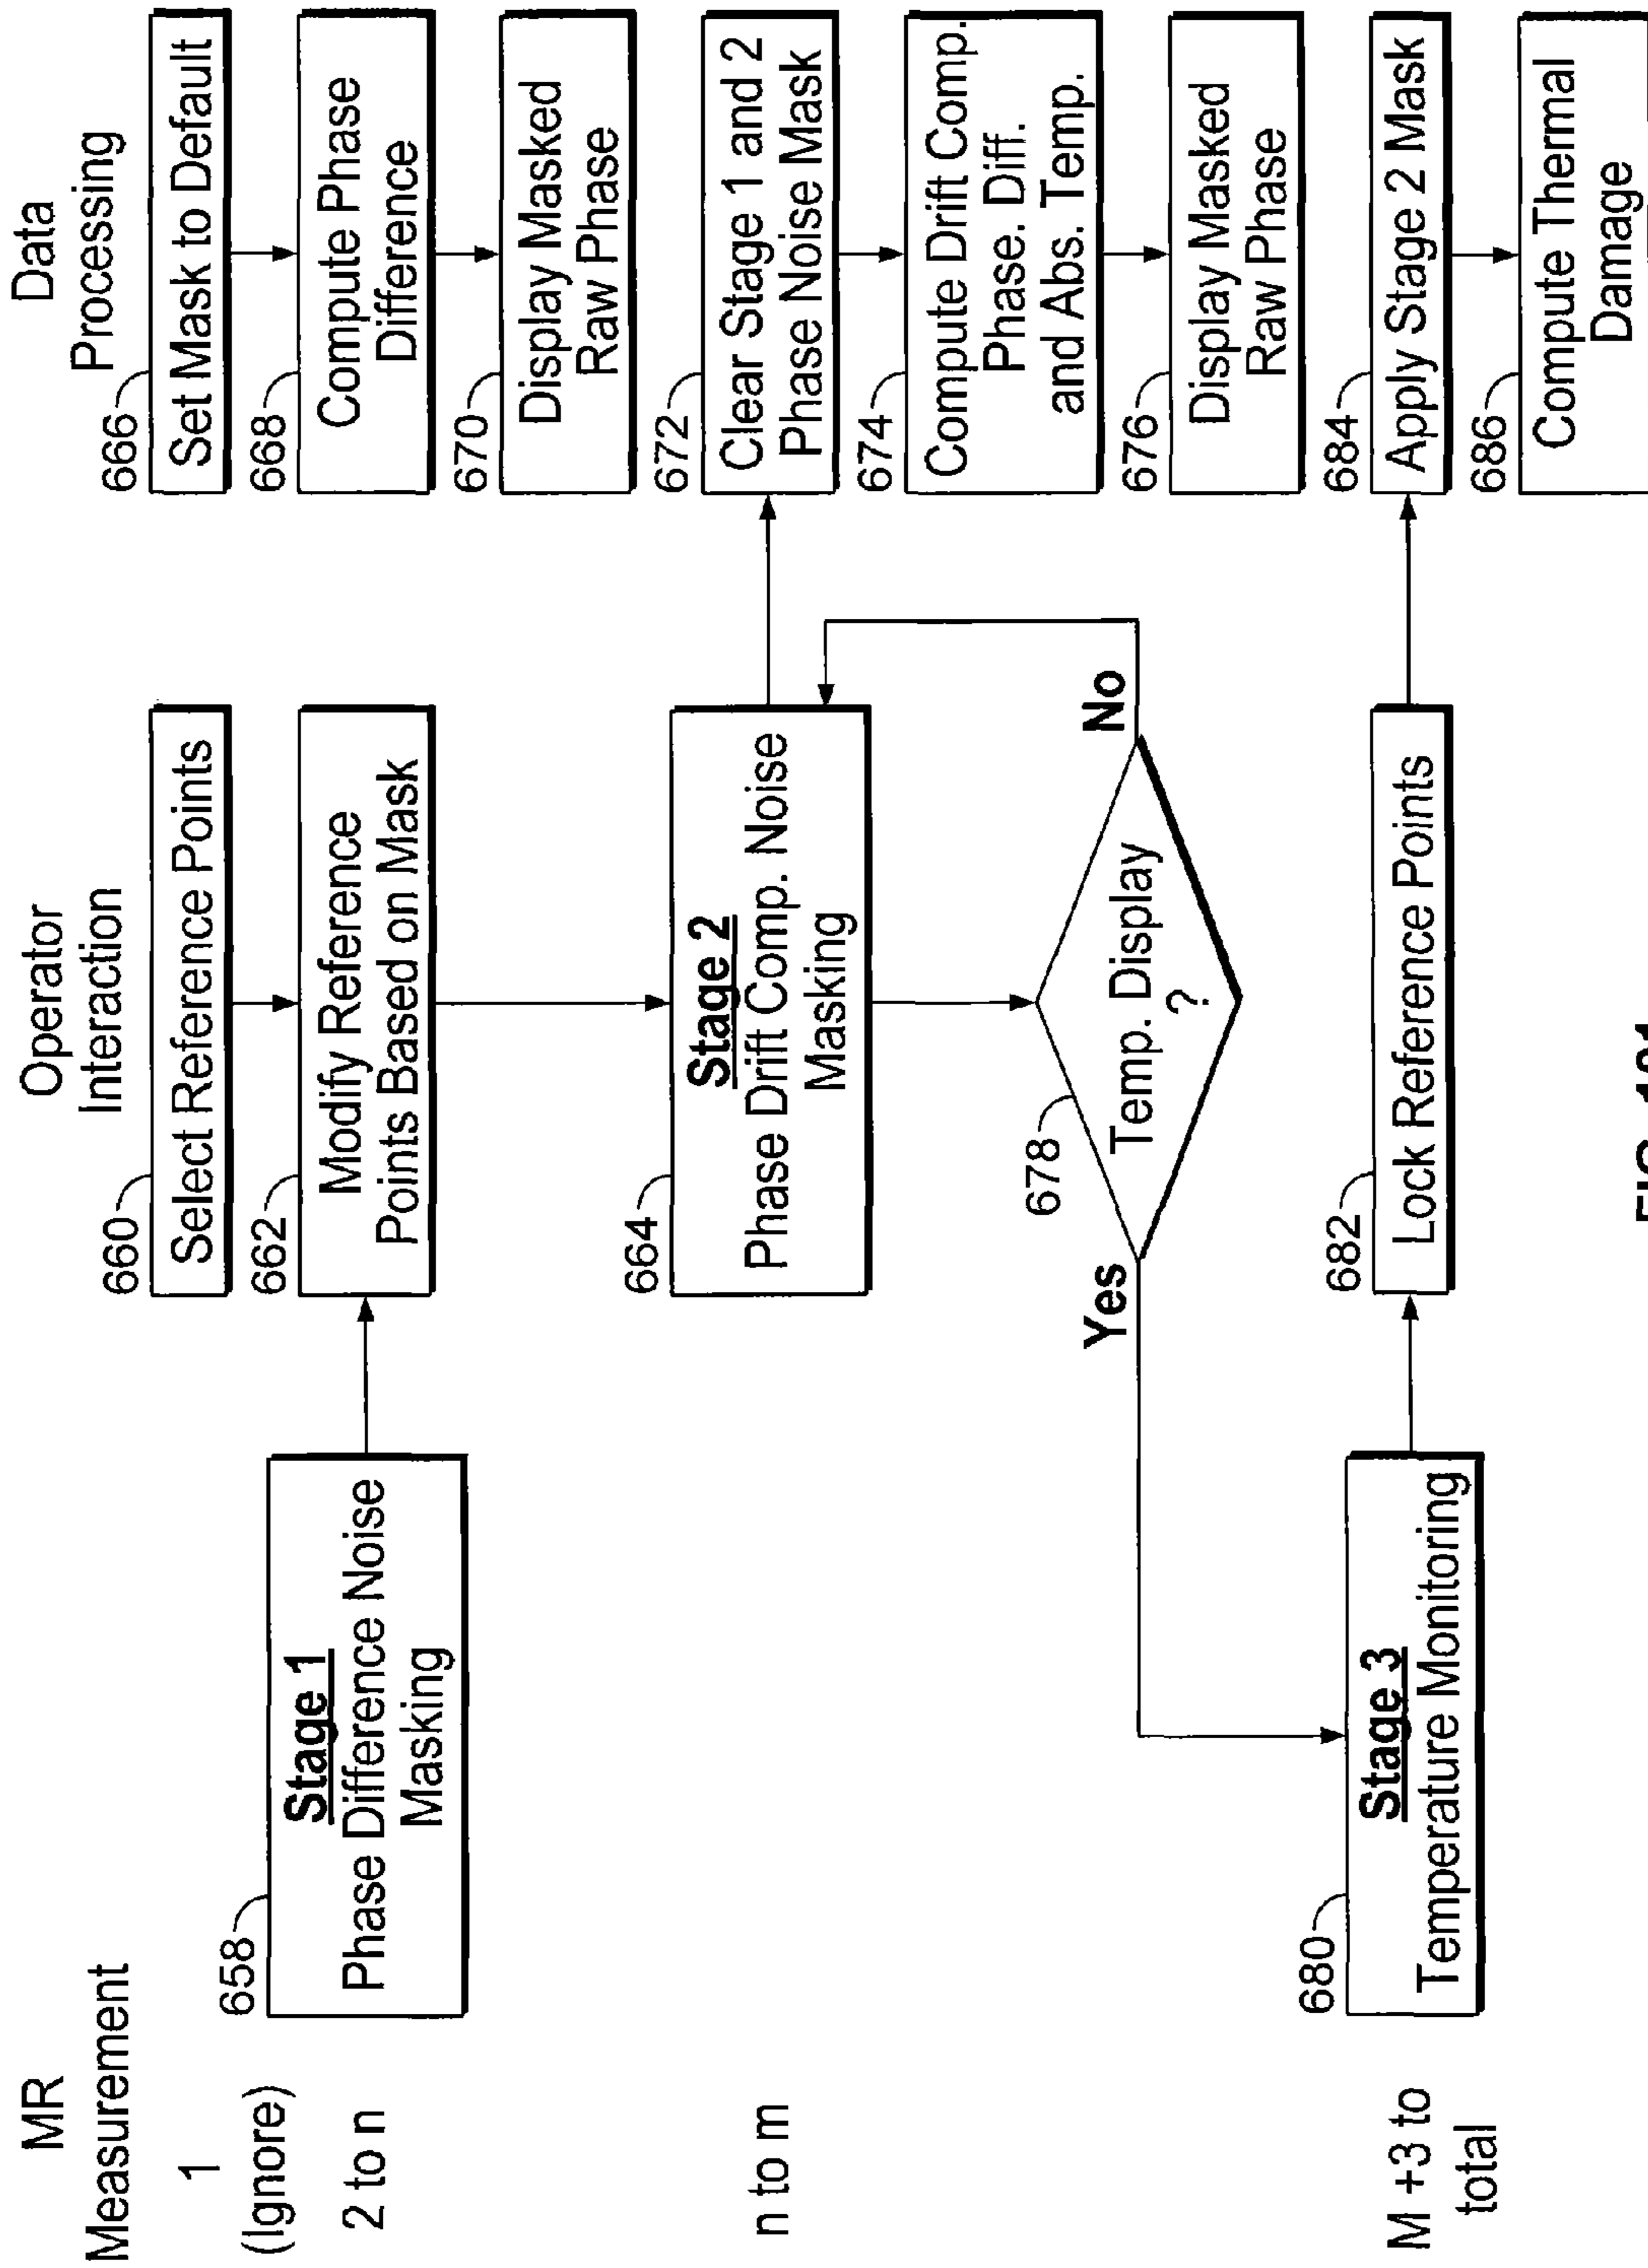 MR
Measurement
Operator
Interaction
Data
Processing
1
(Ignore)
660
Select Reference Points
666
Set Mask to Default
2 to n
658
Stage 1
Phase Difference Noise
Masking
662
Modify Reference
Points Based on Mask
668
Compute Phase
Difference
670
Display Masked
Raw Phase
n to m
664
Stage 2
Phase Drift Comp. Noise
Masking
672
Clear Stage 1 and 2
Phase Noise Mask
674
Compute Drift Comp.
Phase. Diff.
and Abs. Temp.
678
Temp. Display
?
Yes
No
676
Display Masked
Raw Phase
M +3 to
total
680
Stage 3
Temperature Monitoring
682
Lock Reference Points
684
Apply Stage 2 Mask
686
Compute Thermal
Damage